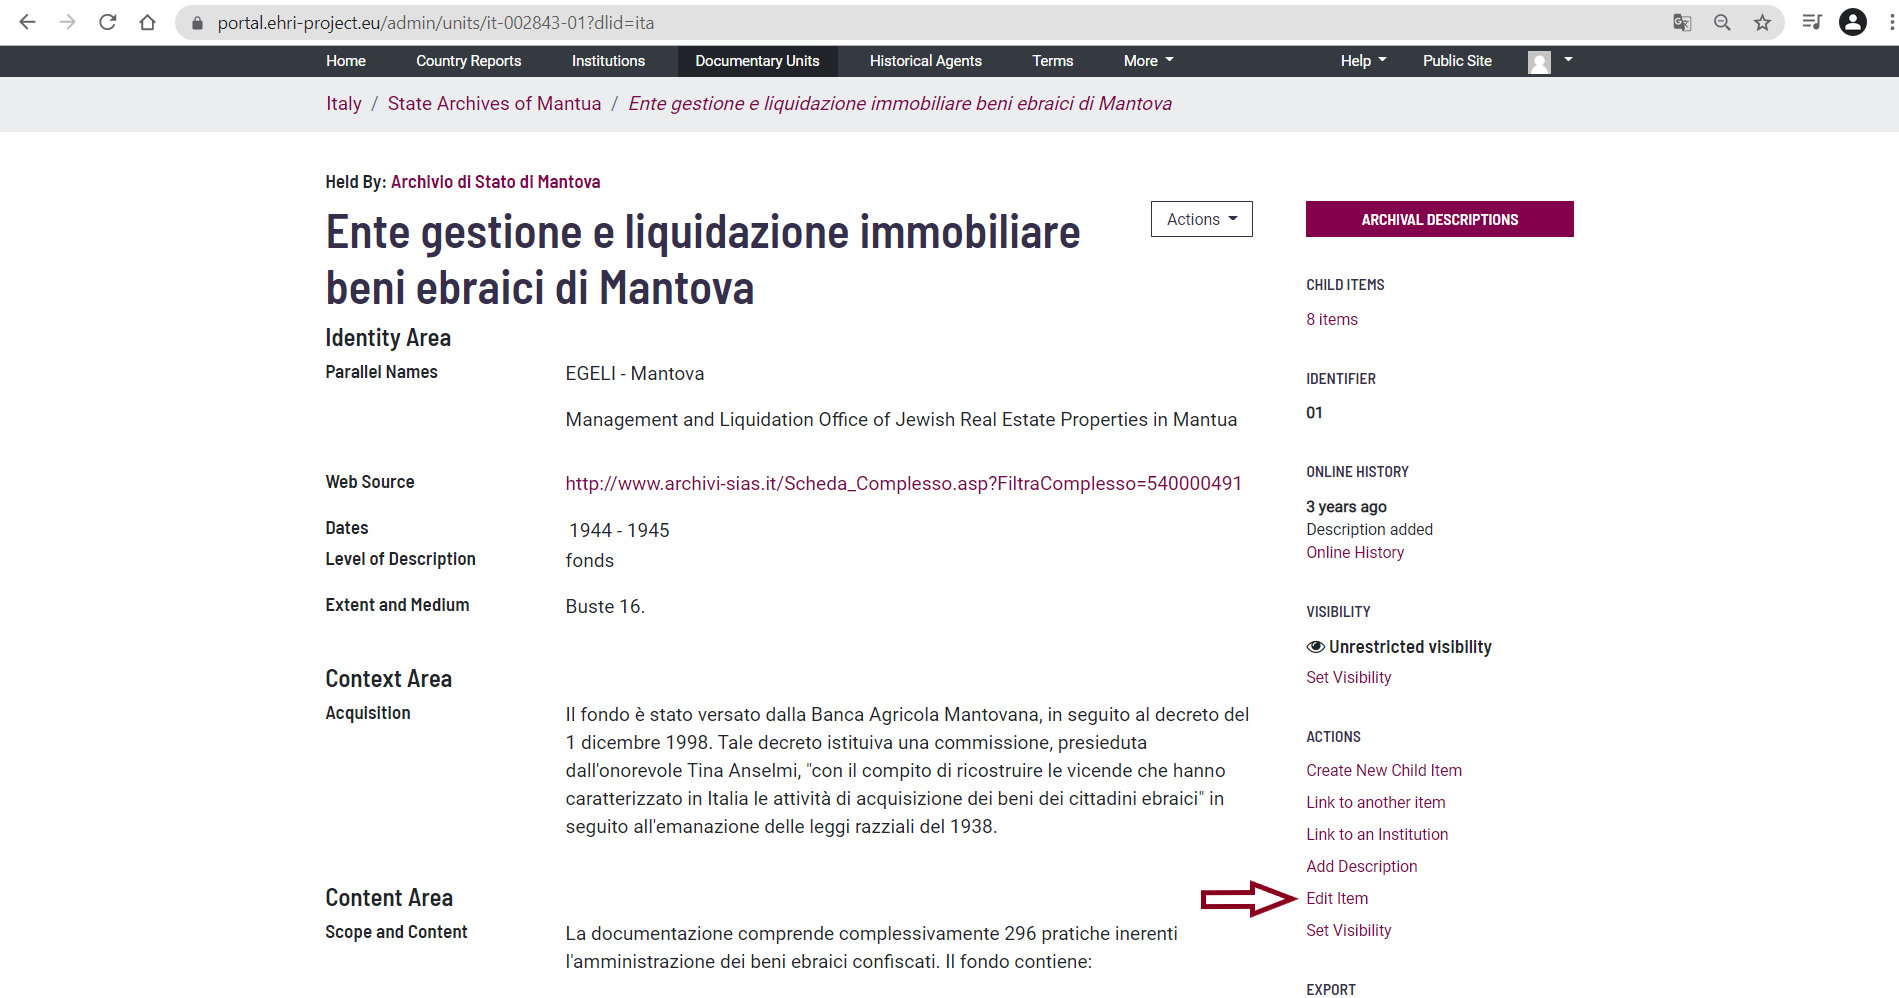 portal.ehri-project.eu/admin/units/it-002843-01?dlid=ita
Home Country Reports Institutions Documentary Units Historical Agents Terms More Help Public Site
Italy / State Archives of Mantua / Ente gestione e liquidazione immobiliare beni ebraici di Mantova
Held By: Archivio di Stato di Mantova
Ente gestione e liquidazione immobiliare
beni ebraici di Mantova
Actions
Identity Area
Parallel Names
EGELI - Mantova
Management and Liquidation Office of Jewish Real Estate Properties in Mantua
Web Source
http://www.archivi-sias.it/Scheda_Complesso.asp?FiltraComplesso=540000491
Dates
1944 - 1945
Level of Description
fonds
Extent and Medium
Buste 16.
Context Area
Acquisition
Il fondo è stato versato dalla Banca Agricola Mantovana, in seguito al decreto del
1 dicembre 1998. Tale decreto istituiva una commissione, presieduta
dall'onorevole Tina Anselmi, "con il compito di ricostruire le vicende che hanno
caratterizzato in Italia le attività di acquisizione dei beni dei cittadini ebraici" in
seguito all'emanazione delle leggi razziali del 1938.
Content Area
Scope and Content
La documentazione comprende complessivamente 296 pratiche inerenti
l'amministrazione dei beni ebraici confiscati. Il fondo contiene:
ARCHIVAL DESCRIPTIONS
CHILD ITEMS
8 items
IDENTIFIER
01
ONLINE HISTORY
3 years ago
Description added
Online History
VISIBILITY
Unrestricted visibility
Set Visibility
ACTIONS
Create New Child Item
Link to another item
Link to an Institution
Add Description
Edit Item
Set Visibility
EXPORT